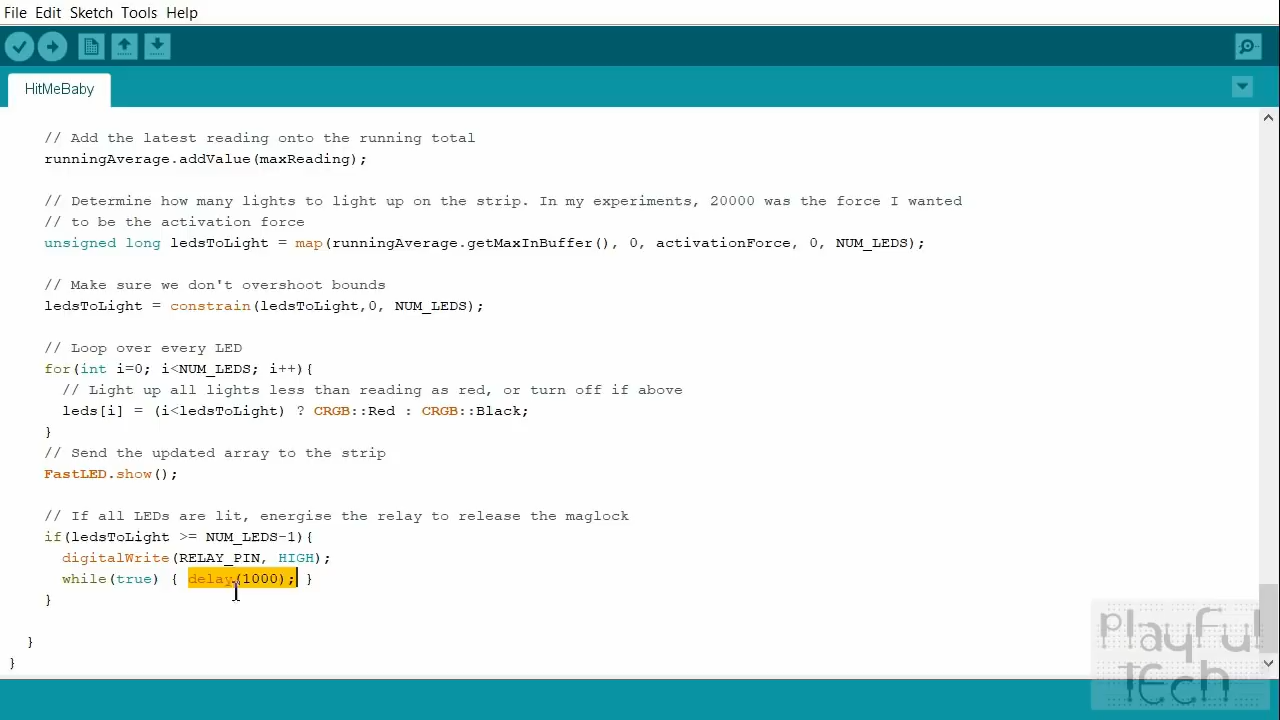 File Edit Sketch Tools Help
HitMeBaby
// Add the latest reading onto the running total
runningAverage.addValue(maxReading);
// Determine how many lights to light up on the strip. In my experiments, 20000 was the force I wanted
// to be the activation force
unsigned long ledsToLight = map(runningAverage.getMaxInBuffer(), 0, activationForce, 0, NUM_LEDS);
// Make sure we don't overshoot bounds
ledsToLight = constrain(ledsToLight,0, NUM_LEDS);
// Loop over every LED
for(int i=0; i<NUM_LEDS; i++){
// Light up all lights less than reading as red, or turn off if above
leds[i] = (i<ledsToLight) ? CRGB::Red : CRGB::Black;
}
// Send the updated array to the strip
FastLED.show();
// If all LEDs are lit, energise the relay to release the maglock
if(ledsToLight >= NUM_LEDS-1){
digitalWrite(RELAY_PIN, HIGH);
while(true) { delay(1000); }
}
}
}
playful
tech